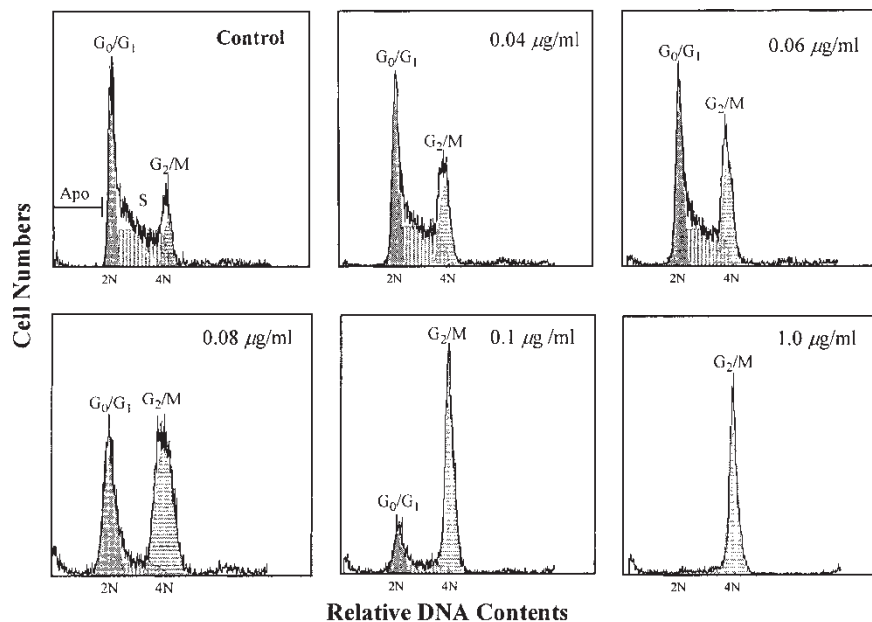 Cell Numbers
Control
G₀/G₁
Apo
S
G₂/M
2N 4N
0.04 μg/ml
G₀/G₁
G₂/M
2N 4N
0.06 μg/ml
G₀/G₁
G₂/M
2N 4N
0.08 μg/ml
G₀/G₁
G₂/M
2N 4N
0.1 μg /ml
G₂/M
G₀/G₁
2N 4N
1.0 μg/ml
G₂/M
2N 4N
Relative DNA Contents